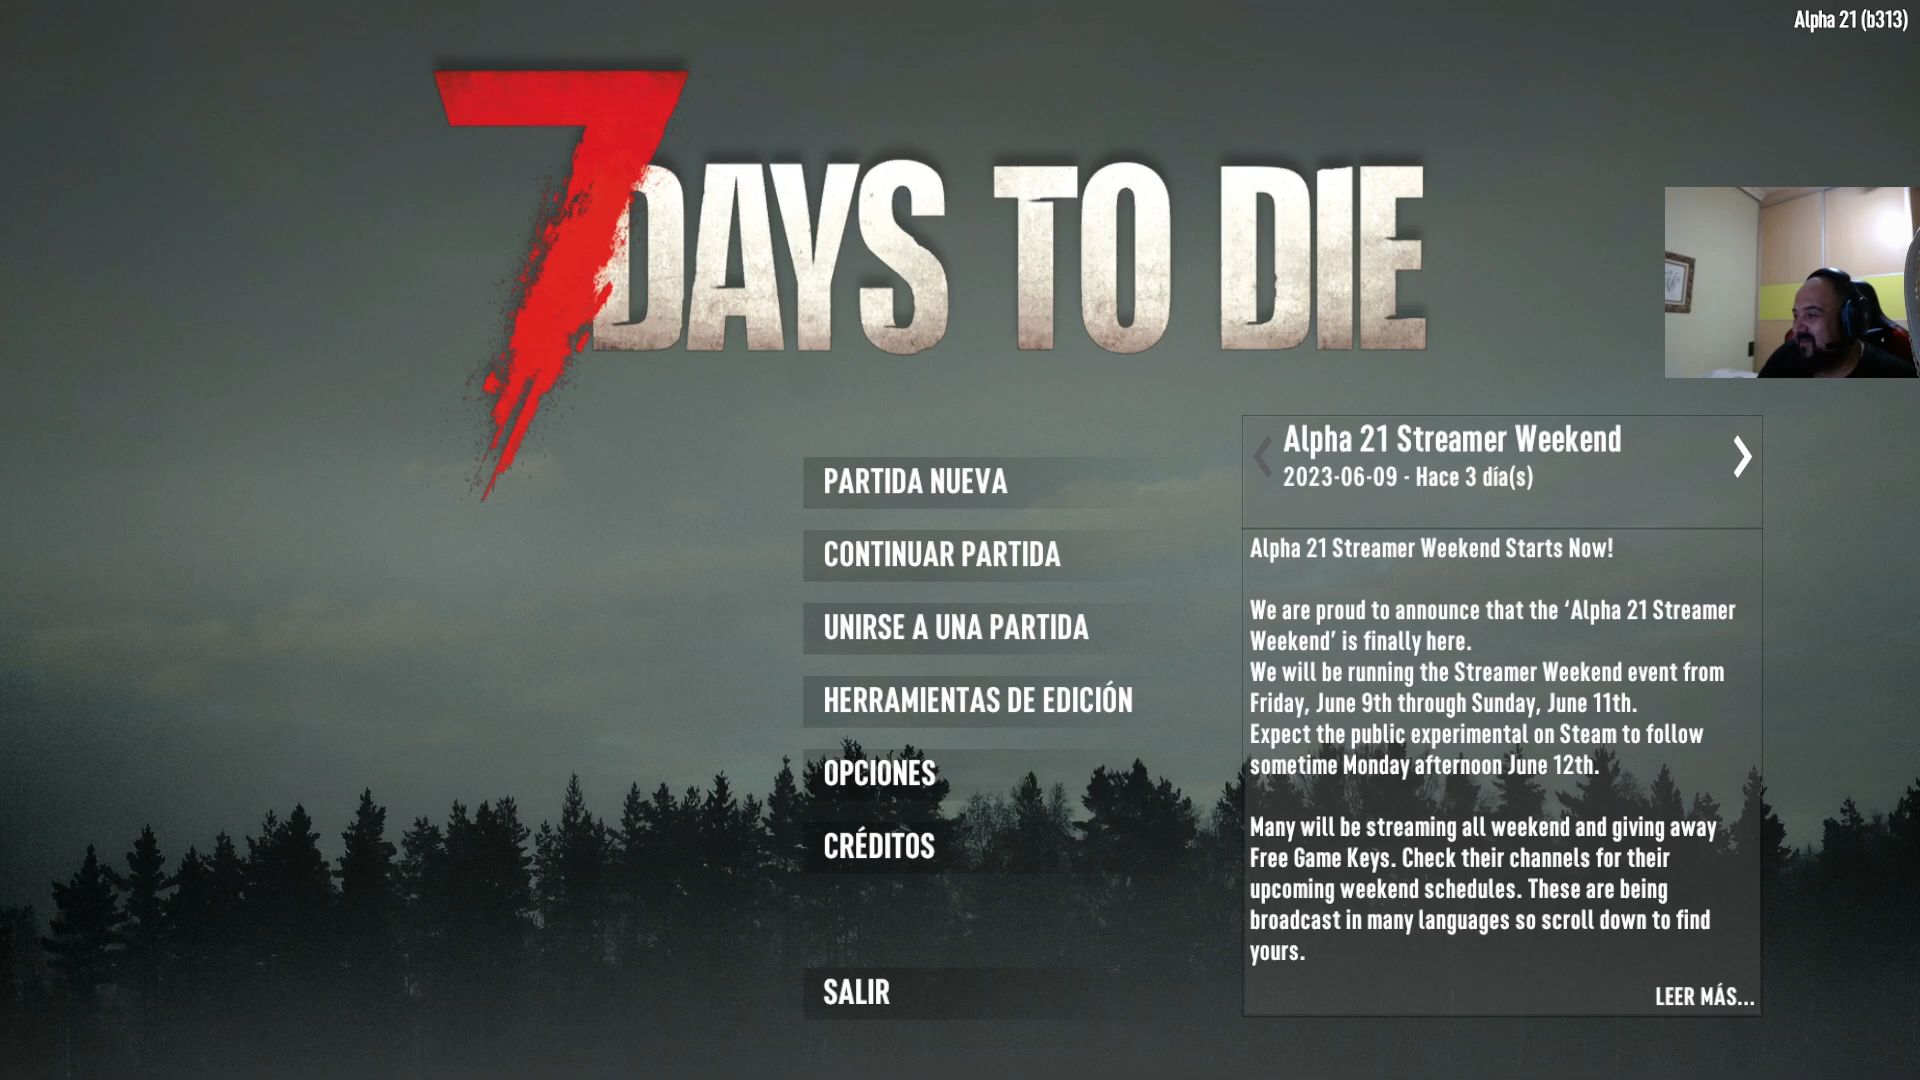 Alpha 21 (b313)
7 DAYS TO DIE
PARTIDA NUEVA
CONTINUAR PARTIDA
UNIRSE A UNA PARTIDA
HERRAMIENTAS DE EDICIÓN
OPCIONES
CRÉDITOS
SALIR
Alpha 21 Streamer Weekend
2023-06-09 - Hace 3 día(s)
Alpha 21 Streamer Weekend Starts Now!
We are proud to announce that the ‘Alpha 21 Streamer
Weekend’ is finally here.
We will be running the Streamer Weekend event from
Friday, June 9th through Sunday, June 11th.
Expect the public experimental on Steam to follow
sometime Monday afternoon June 12th.
Many will be streaming all weekend and giving away
Free Game Keys. Check their channels for their
upcoming weekend schedules. These are being
broadcast in many languages so scroll down to find
yours.
LEER MÁS...